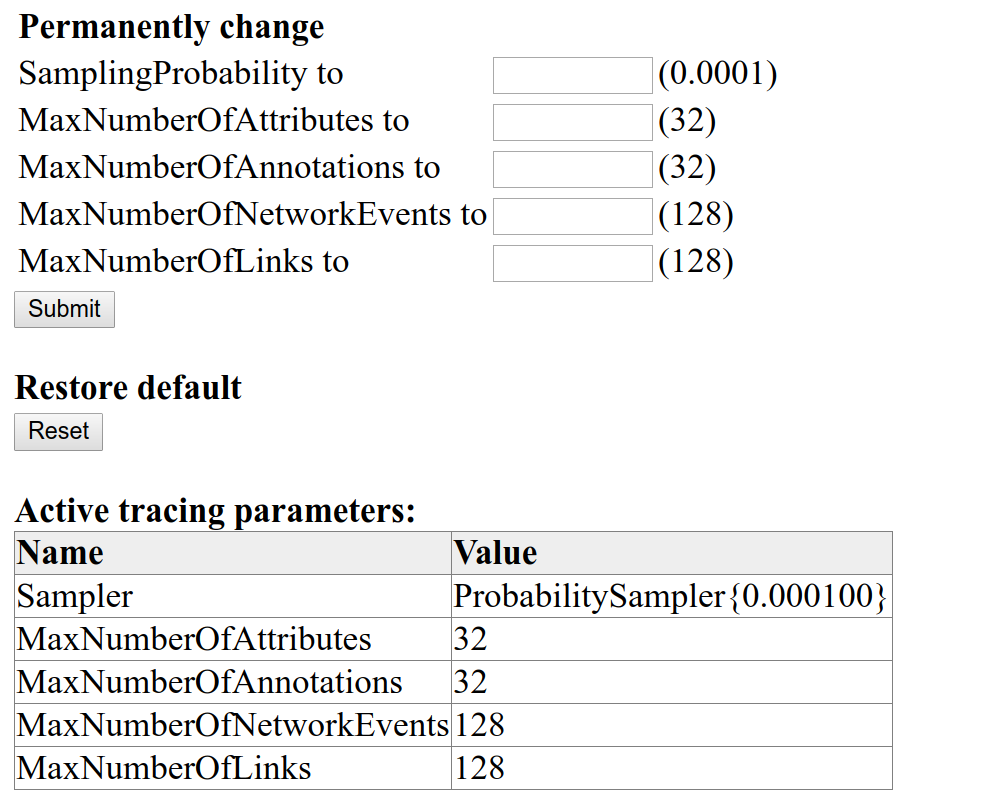 Permanently change
SamplingProbability to (0.0001)
MaxNumberOfAttributes to (32)
MaxNumberOfAnnotations to (32)
MaxNumberOfNetworkEvents to (128)
MaxNumberOfLinks to (128)
Submit
Restore default
Reset
Active tracing parameters:
Name Value
Sampler ProbabilitySampler{0.000100}
MaxNumberOfAttributes 32
MaxNumberOfAnnotations 32
MaxNumberOfNetworkEvents 128
MaxNumberOfLinks 128